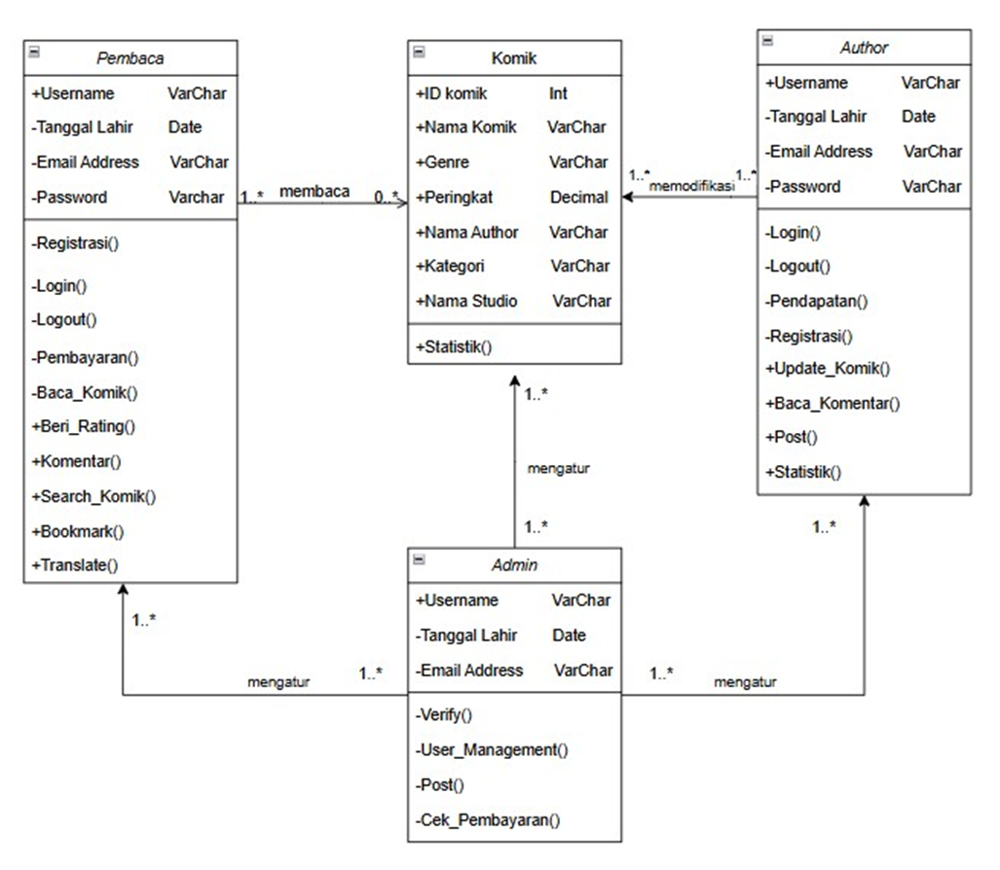 Pembaca
+Username VarChar
-Tanggal Lahir Date
-Email Address VarChar
-Password Varchar
-Registrasi()
-Login()
-Logout()
-Pembayaran()
-Baca_Komik()
+Beri_Rating()
+Komentar()
+Search_Komik()
+Bookmark()
+Translate()
1..* membaca 0..*
Komik
+ID komik Int
+Nama Komik VarChar
+Genre VarChar
+Peringkat Decimal
+Nama Author VarChar
+Kategori VarChar
+Nama Studio VarChar
+Statistik()
1..* memodifikasi 1..*
Author
+Username VarChar
-Tanggal Lahir Date
-Email Address VarChar
-Password VarChar
-Login()
-Logout()
-Pendapatan()
-Registrasi()
+Update_Komik()
+Baca_Komentar()
+Post()
+Statistik()
1..*
mengatur
1..*
Admin
+Username VarChar
-Tanggal Lahir Date
-Email Address VarChar
-Verify()
-User_Management()
-Post()
-Cek_Pembayaran()
1..*
mengatur
1..*
1..*
mengatur
1..*